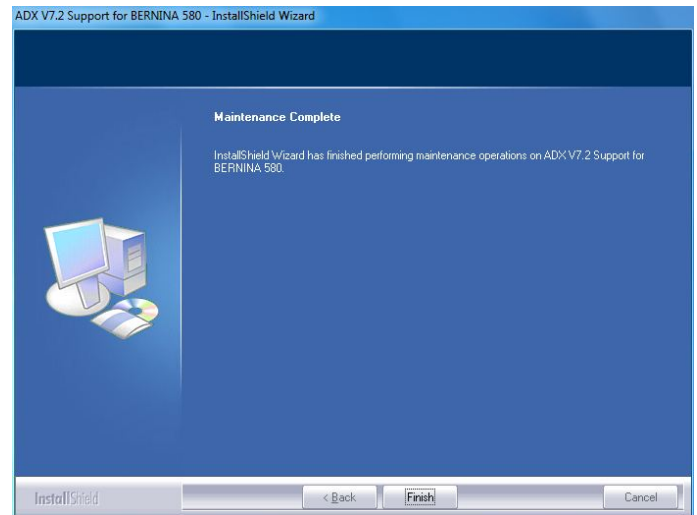 ADX V7.2 Support for BERNINA 580 - InstallShield Wizard
Maintenance Complete
InstallShield Wizard has finished performing maintenance operations on ADX V7.2 Support for
BERNINA 580.
InstallShield
< Back Finish Cancel